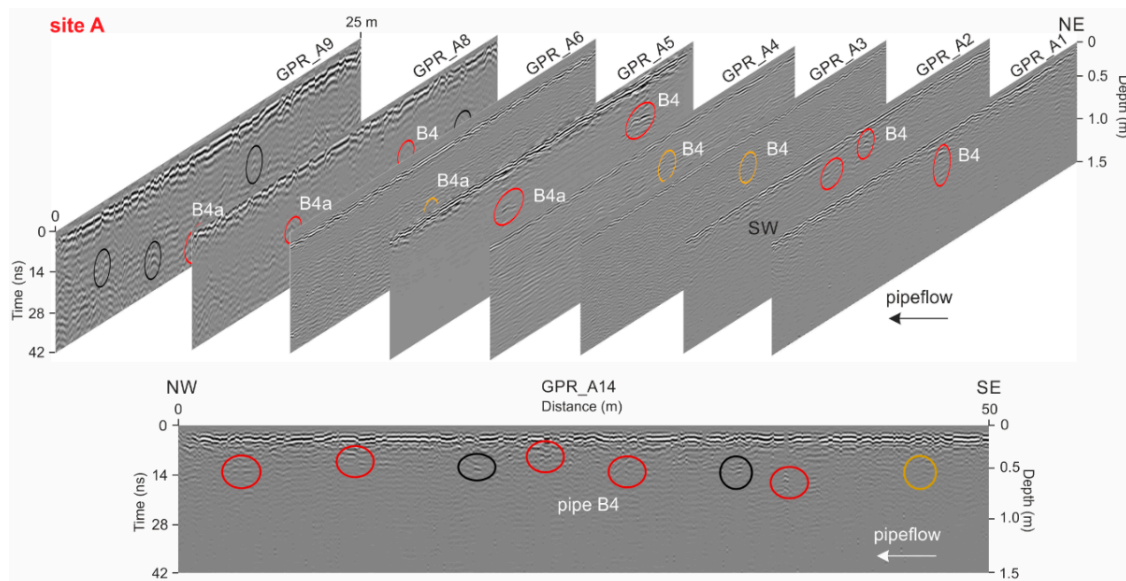 site A
25 m
NE
GPR_A9
GPR_A8
GPR_A6
GPR_A5
GPR_A4
GPR_A3
GPR_A2
GPR_A1
0
0.5
1.0
1.5
Depth (m)
B4
B4
B4
B4
B4
B4
B4a
B4a
B4a
B4a
SW
0
0
14
28
42
Time (ns)
pipeflow
NW
GPR_A14
SE
0
Distance (m)
50
0
14
28
42
Time (ns)
0
0.5
1.0
1.5
Depth (m)
pipe B4
pipeflow